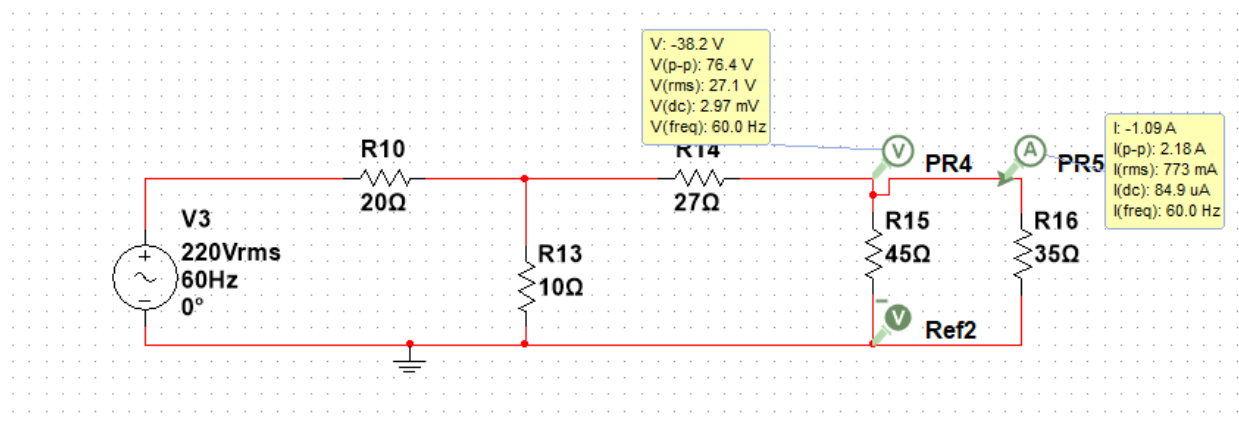 V: -38.2 V
V(p-p): 76.4 V
V(rms): 27.1 V
V(dc): 2.97 mV
V(freq): 60.0 Hz
I: -1.09 A
I(p-p): 2.18 A
I(rms): 773 mA
I(dc): 84.9 uA
I(freq): 60.0 Hz
R10
20Ω
R14
27Ω
V
PR4
A
PR5
V3
220Vrms
60Hz
0°
R13
10Ω
R15
45Ω
R16
35Ω
V
Ref2